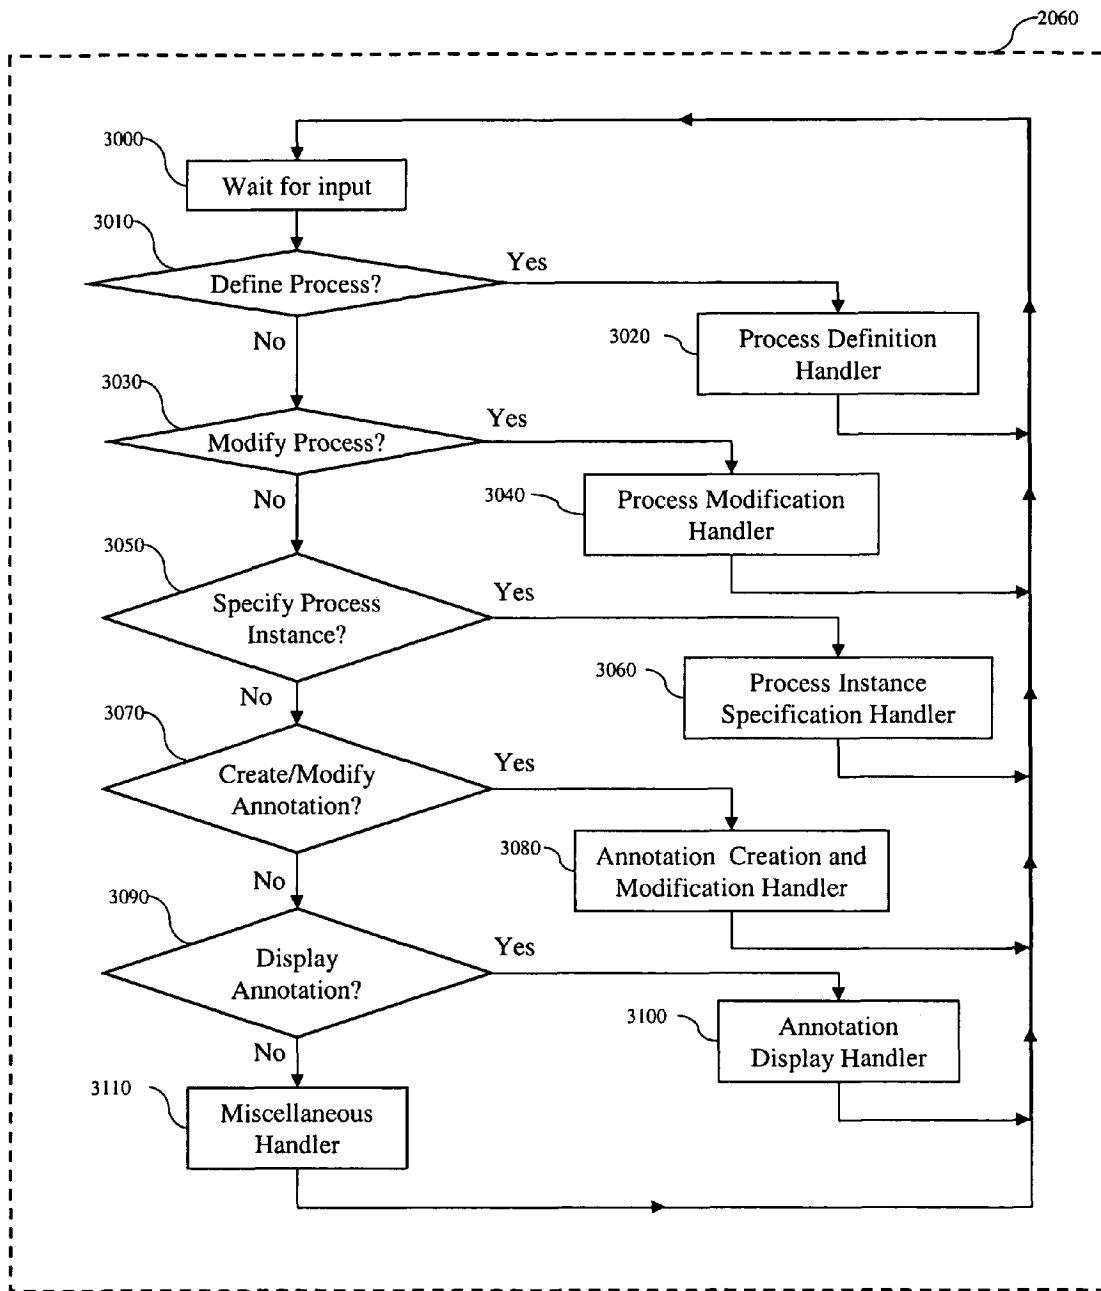 2060
3000
Wait for input
3010
Define Process?
Yes
No
3020
Process Definition
Handler
3030
Modify Process?
Yes
No
3040
Process Modification
Handler
3050
Specify Process
Instance?
Yes
No
3060
Process Instance
Specification Handler
3070
Create/Modify
Annotation?
Yes
No
3080
Annotation Creation and
Modification Handler
3090
Display
Annotation?
Yes
No
3100
Annotation
Display Handler
3110
Miscellaneous
Handler